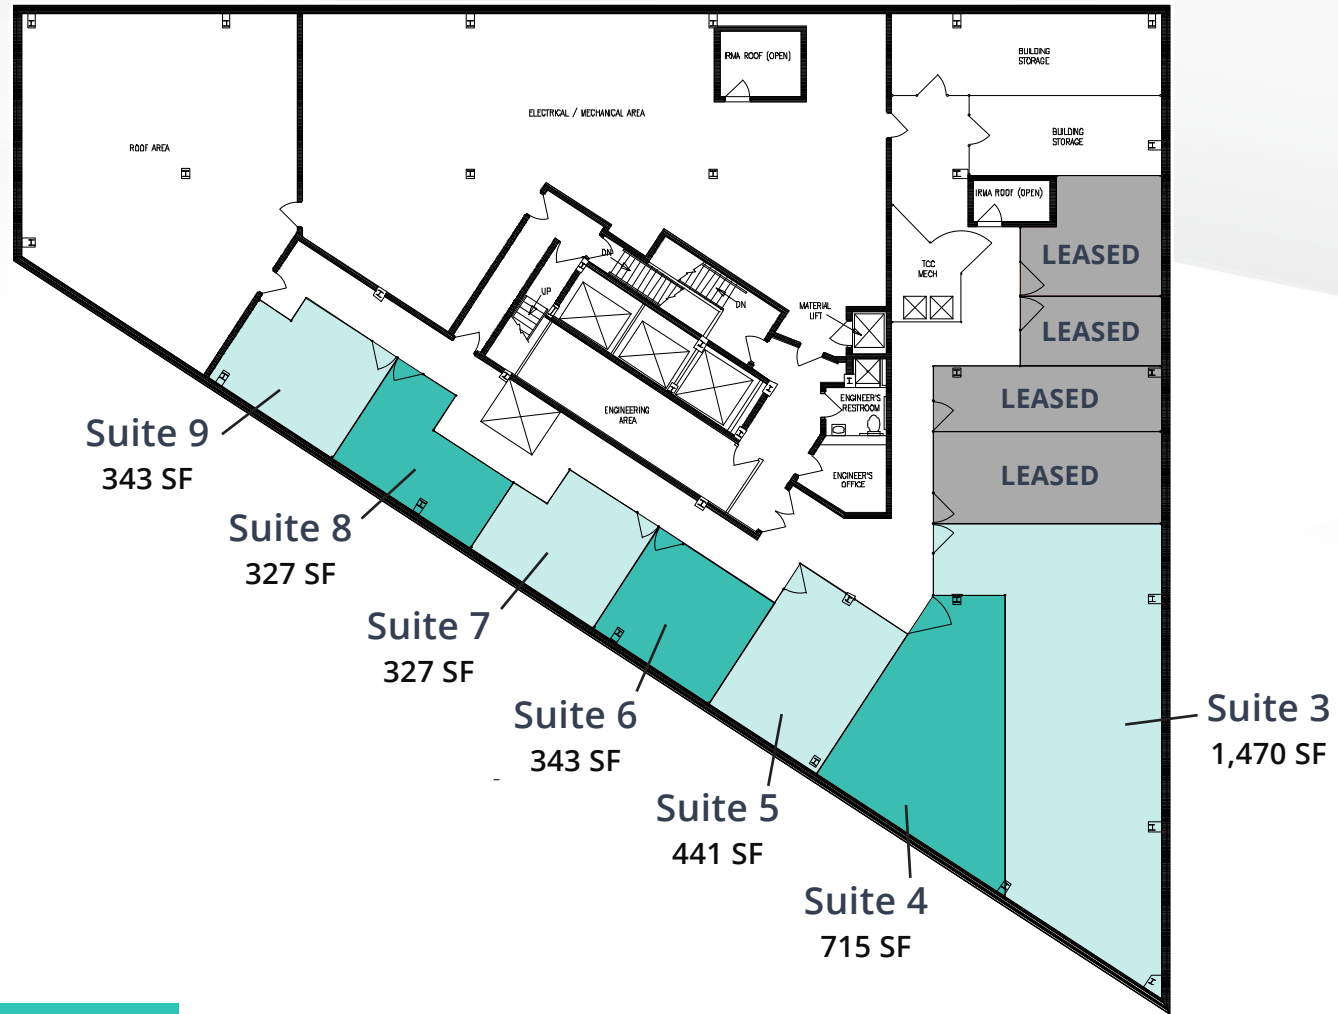 IRMA ROOF (OPEN)
BUILDING
STORAGE
ELECTRICAL / MECHANICAL AREA
ROOF AREA
BUILDING
STORAGE
IRMA ROOF (OPEN)
LEASED
DN
TCC
MECH
UP
DN
MATERIAL
LIFT
LEASED
LEASED
ENGINEER'S
RESTROOM
ENGINEERING
AREA
LEASED
ENGINEER'S
OFFICE
Suite 9
343 SF
Suite 8
327 SF
Suite 7
327 SF
Suite 6
343 SF
Suite 3
1,470 SF
Suite 5
441 SF
Suite 4
715 SF